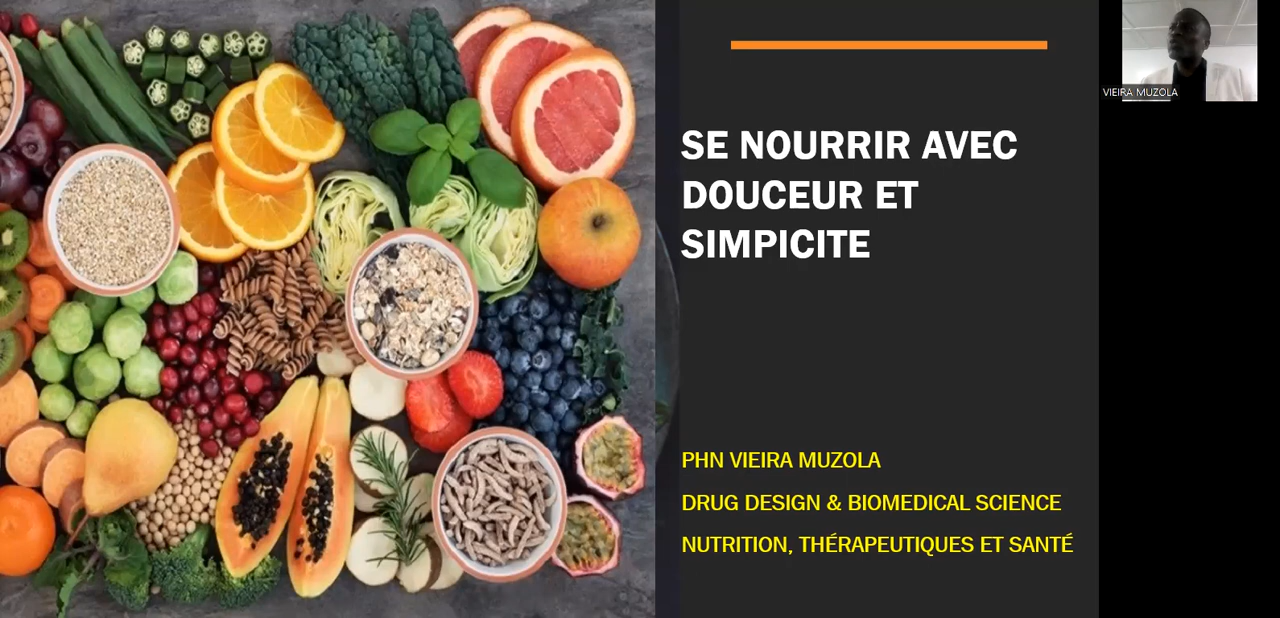 VIEIRA MUZOLA
SE NOURRIR AVEC
DOUCEUR ET
SIMPICITE
PHN VIEIRA MUZOLA
DRUG DESIGN & BIOMEDICAL SCIENCE
NUTRITION, THÉRAPEUTIQUES ET SANTÉ